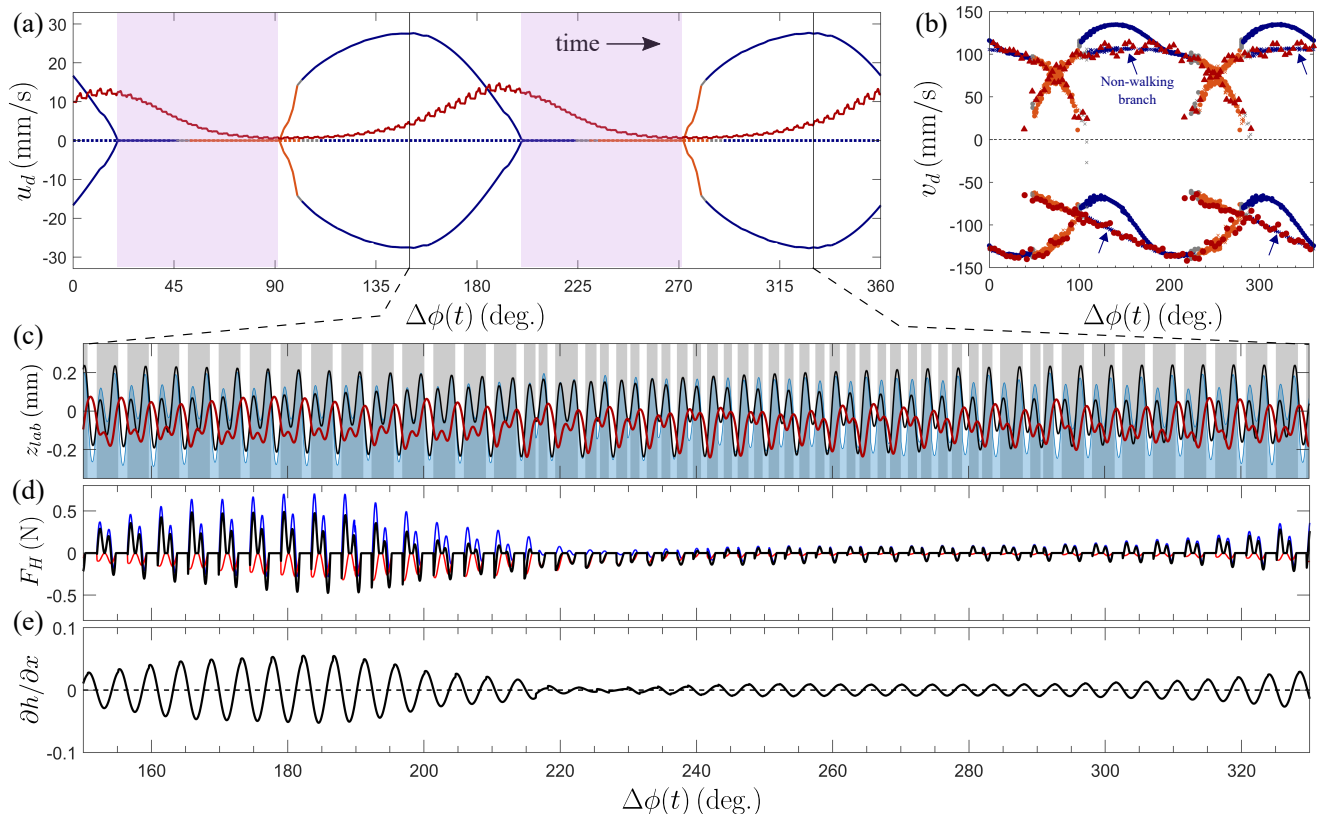 (a)
30
20
10
0
-10
-20
-30
u_d (mm/s)
time
0 45 90 135 180 225 270 315 360
Δϕ(t) (deg.)
(b)
150
100
50
0
-50
-100
-150
v_d (mm/s)
Non-walking
branch
0 100 200 300
Δϕ(t) (deg.)
(c)
0.2
0
-0.2
z_tab (mm)
(d)
0.5
0
-0.5
F_H (N)
(e)
0.1
0
-0.1
∂h/∂x
160 180 200 220 240 260 280 300 320
Δϕ(t) (deg.)